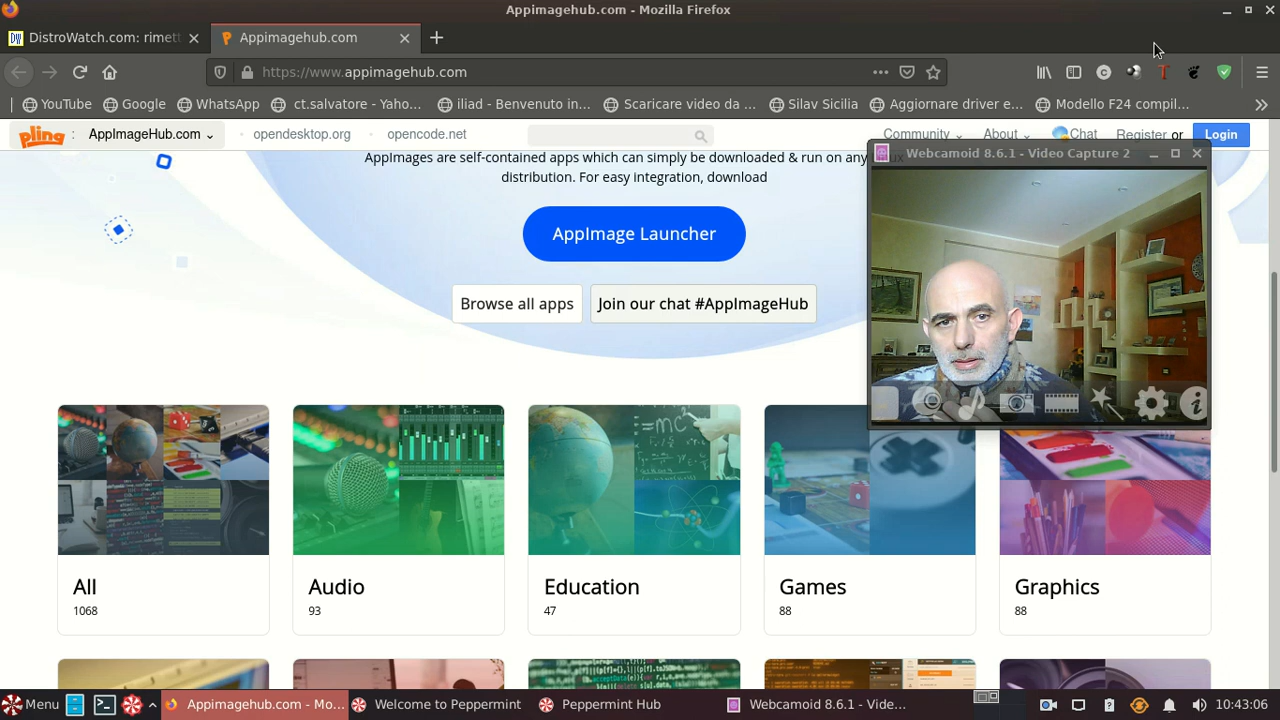 Appimagehub.com - Mozilla Firefox
DistroWatch.com: rimett
Appimagehub.com
https://www.appimagehub.com
YouTube
Google
WhatsApp
ct.salvatore - Yaho…
iliad - Benvenuto in…
Scaricare video da …
Silav Sicilia
Aggiornare driver e…
Modello F24 compil…
pling : AppImageHub.com
opendesktop.org
opencode.net
Community
About
Chat
Register or
Login
AppImages are self-contained apps which can simply be downloaded & run on any
distribution. For easy integration, download
AppImage Launcher
Browse all apps
Join our chat #AppImageHub
Webcamoid 8.6.1 - Video Capture 2
All
1068
Audio
93
Education
47
Games
88
Graphics
88
Menu
Appimagehub.com - Mo...
Welcome to Peppermint
Peppermint Hub
Webcamoid 8.6.1 - Vide...
10:43:06